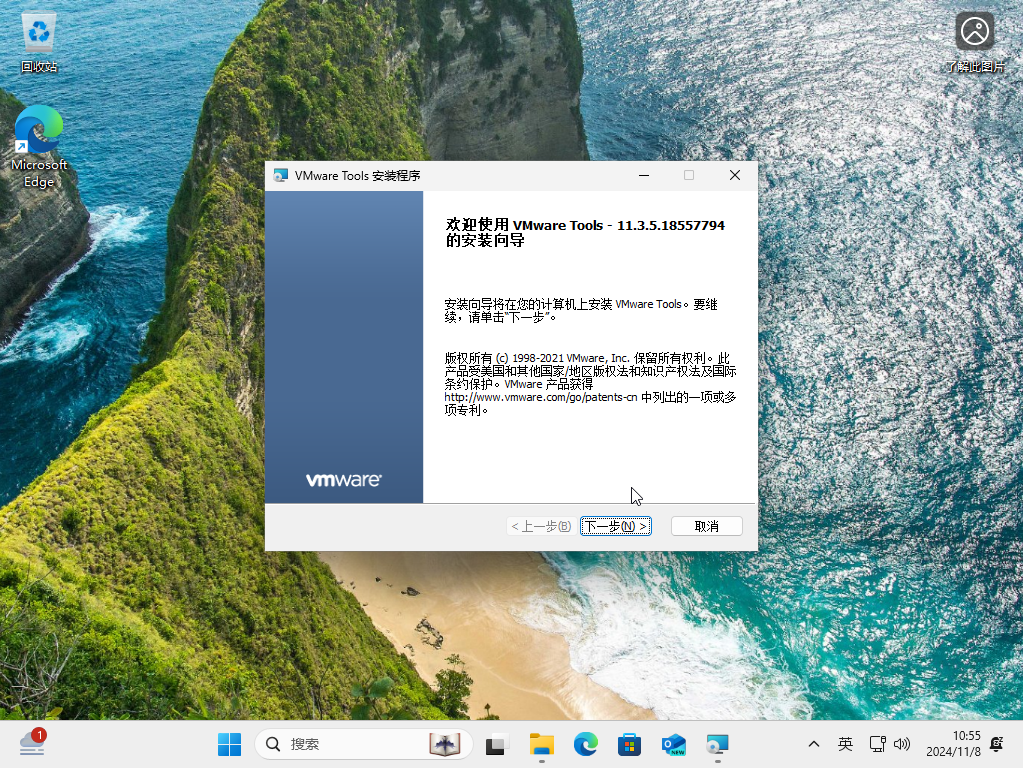 回收站
了解此图片
Microsoft
Edge
VMware Tools 安装程序
欢迎使用 VMware Tools - 11.3.5.18557794
的安装向导
安装向导将在您的计算机上安装 VMware Tools。要继
续，请单击“下一步”。
版权所有 (c) 1998-2021 VMware, Inc. 保留所有权利。此
产品受美国和其他国家/地区版权法和知识产权法及国际
条约保护。VMware 产品获得
http://www.vmware.com/go/patents-cn 中列出的一项或多
项专利。
vmware®
< 上一步(B)
下一步(N) >
取消
1
搜索
NEW
英
10:55
2024/11/8